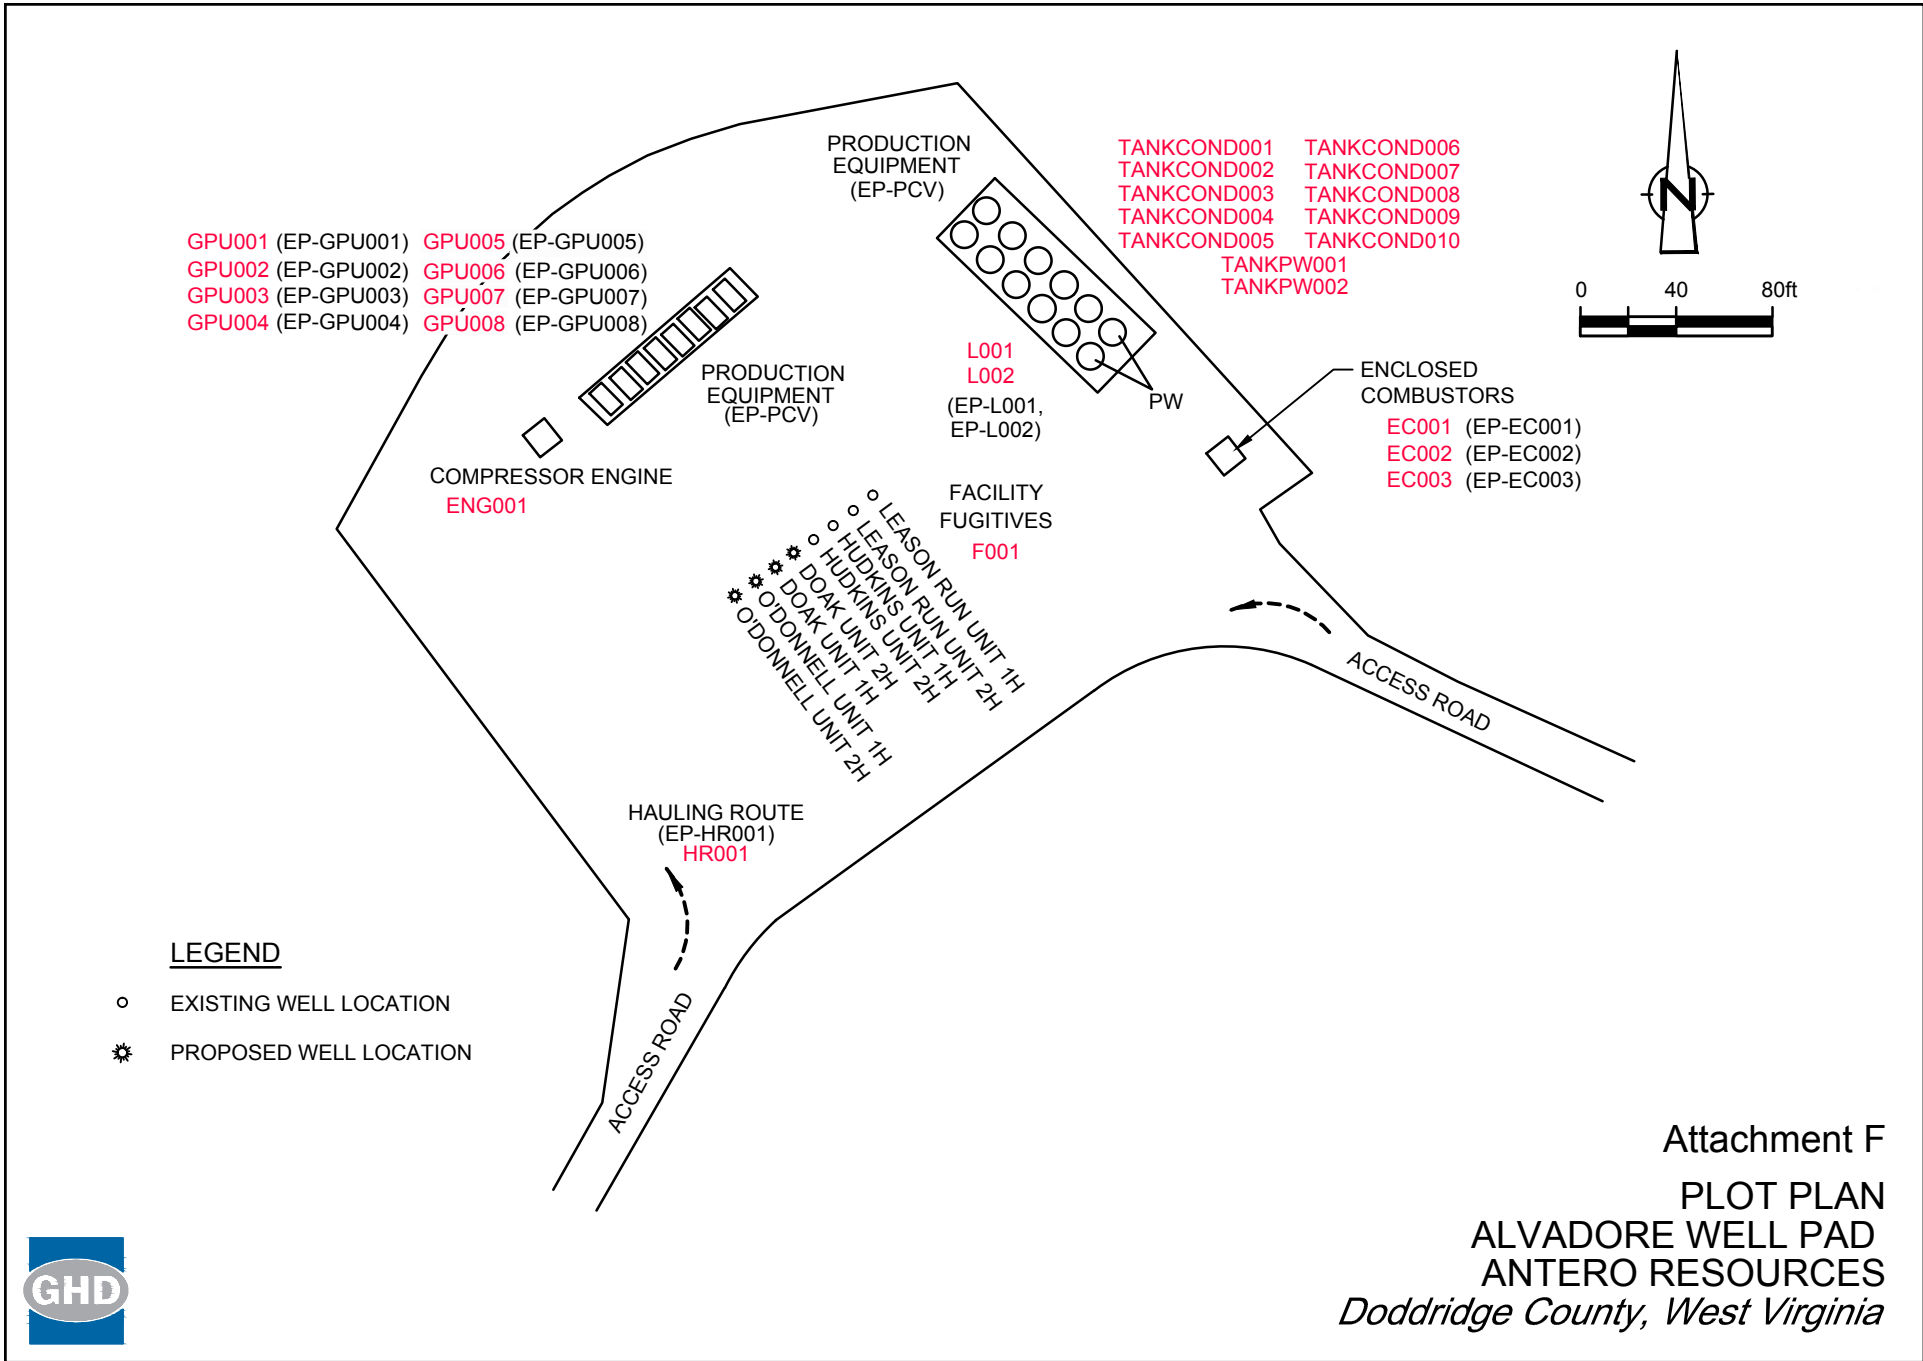 PRODUCTION
EQUIPMENT
(EP-PCV)
TANKCOND001 TANKCOND006
TANKCOND002 TANKCOND007
TANKCOND003 TANKCOND008
TANKCOND004 TANKCOND009
TANKCOND005 TANKCOND010
TANKPW001
TANKPW002
N
0 40 80ft
GPU001 (EP-GPU001) GPU005 (EP-GPU005)
GPU002 (EP-GPU002) GPU006 (EP-GPU006)
GPU003 (EP-GPU003) GPU007 (EP-GPU007)
GPU004 (EP-GPU004) GPU008 (EP-GPU008)
PRODUCTION
EQUIPMENT
(EP-PCV)
L001
L002
(EP-L001,
EP-L002)
PW
ENCLOSED
COMBUSTORS
EC001 (EP-EC001)
EC002 (EP-EC002)
EC003 (EP-EC003)
COMPRESSOR ENGINE
ENG001
FACILITY
FUGITIVES
F001
LEASON RUN UNIT 1H
LEASON RUN UNIT 2H
HUDKINS UNIT 1H
HUDKINS UNIT 2H
DOAK UNIT 2H
DOAK UNIT 1H
O'DONNELL UNIT 1H
O'DONNELL UNIT 2H
ACCESS ROAD
HAULING ROUTE
(EP-HR001)
HR001
ACCESS ROAD
LEGEND
EXISTING WELL LOCATION
PROPOSED WELL LOCATION
Attachment F
PLOT PLAN
ALVADORE WELL PAD
ANTERO RESOURCES
Doddridge County, West Virginia
GHD